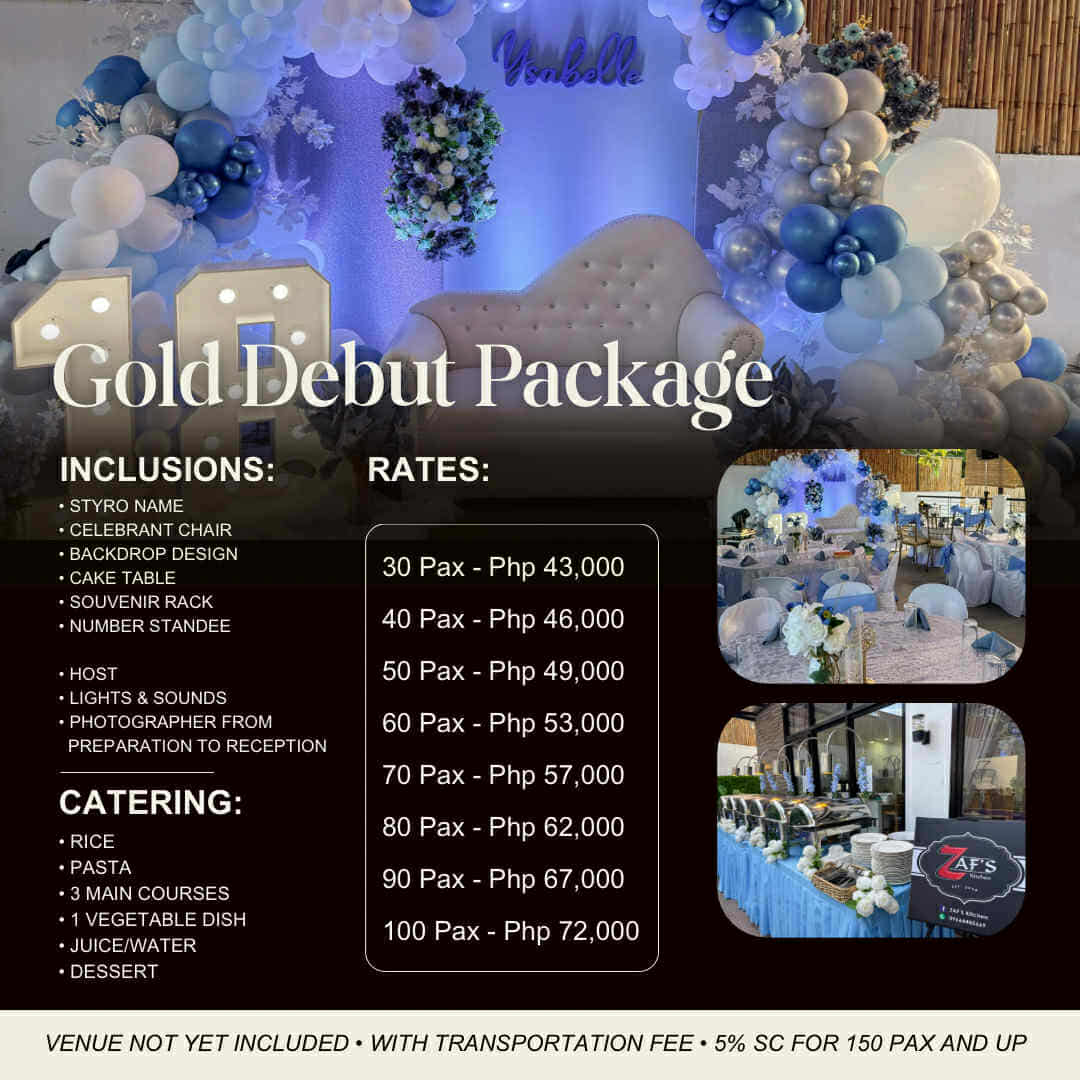 Ysabelle
18
Gold Debut Package
INCLUSIONS:
• STYRO NAME
• CELEBRANT CHAIR
• BACKDROP DESIGN
• CAKE TABLE
• SOUVENIR RACK
• NUMBER STANDEE
• HOST
• LIGHTS & SOUNDS
• PHOTOGRAPHER FROM
PREPARATION TO RECEPTION
CATERING:
• RICE
• PASTA
• 3 MAIN COURSES
• 1 VEGETABLE DISH
• JUICE/WATER
• DESSERT
RATES:
30 Pax - Php 43,000
40 Pax - Php 46,000
50 Pax - Php 49,000
60 Pax - Php 53,000
70 Pax - Php 57,000
80 Pax - Php 62,000
90 Pax - Php 67,000
100 Pax - Php 72,000
ZAF'S
Kitchen
ZAF'S Kitchen
VENUE NOT YET INCLUDED • WITH TRANSPORTATION FEE • 5% SC FOR 150 PAX AND UP